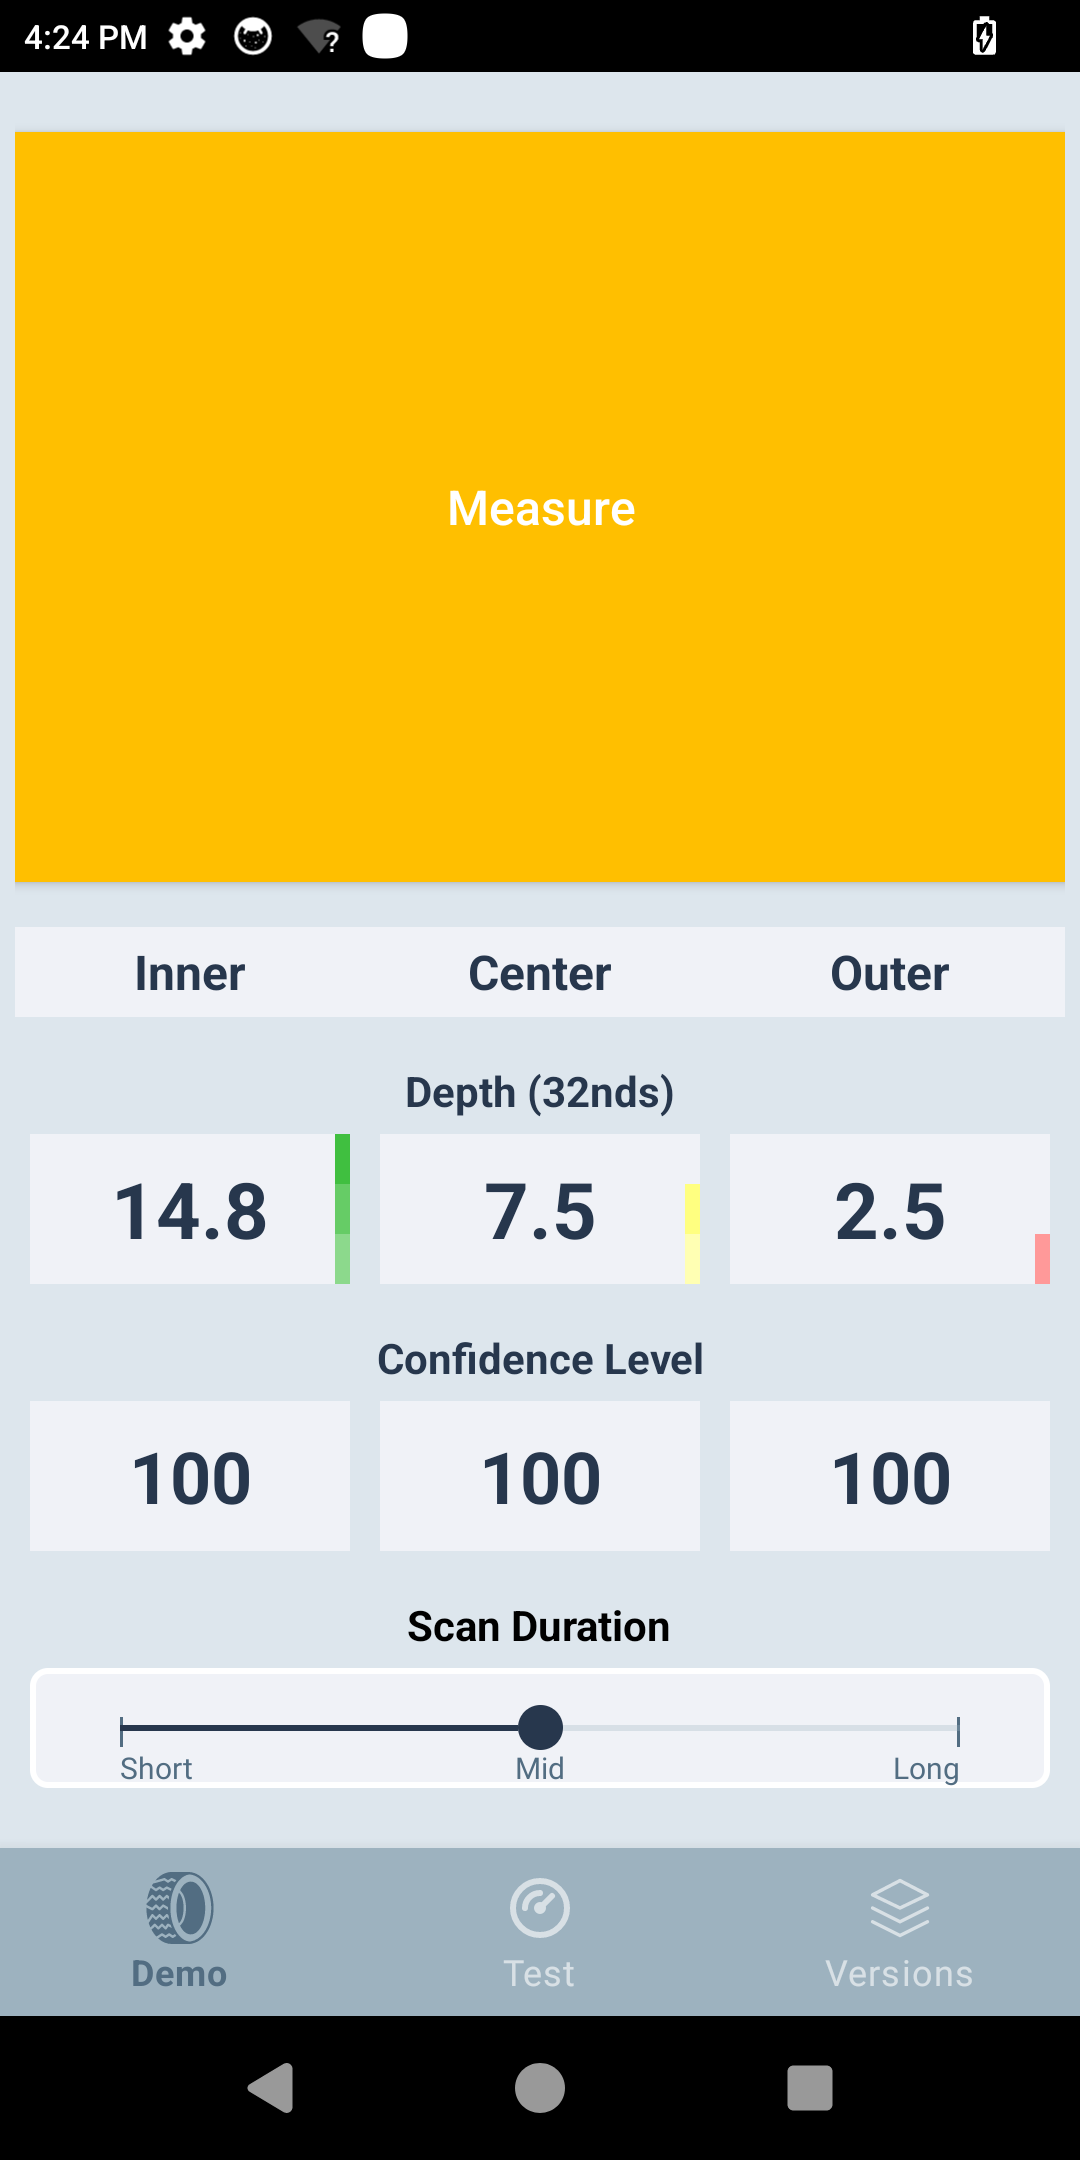 4:24 PM
?
Measure
Inner Center Outer
Depth (32nds)
14.8 7.5 2.5
Confidence Level
100 100 100
Scan Duration
Short Mid Long
Demo Test Versions